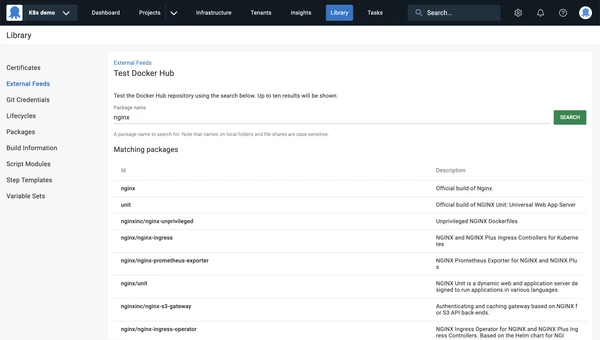 K8s demo
Dashboard
Projects
Infrastructure
Tenants
Insights
Library
Tasks
Search...
Library
Certificates
External Feeds
Git Credentials
Lifecycles
Packages
Build Information
Script Modules
Step Templates
Variable Sets
External Feeds
Test Docker Hub
Test the Docker Hub repository using the search below. Up to ten results will be shown.
Package name
nginx
SEARCH
A package name to search for. Note that names on local folders and file shares are case-sensitive.
Matching packages
Id Description
nginx Official build of Nginx.
unit Official build of NGINX Unit: Universal Web App Server
nginxinc/nginx-unprivileged Unprivileged NGINX Dockerfiles
nginx/nginx-ingress NGINX and NGINX Plus Ingress Controllers for Kuberne
tes
nginx/nginx-prometheus-exporter NGINX Prometheus Exporter for NGINX and NGINX Plu
s
nginx/unit NGINX Unit is a dynamic web and application server de
signed to run applications in various languages
nginxinc/nginx-s3-gateway Authenticating and caching gateway based on NGINX f
or S3 API back-ends.
nginx/nginx-ingress-operator NGINX Ingress Operator for NGINX and NGINX Plus Ing
ress Controllers. Based on the Helm chart for NGI